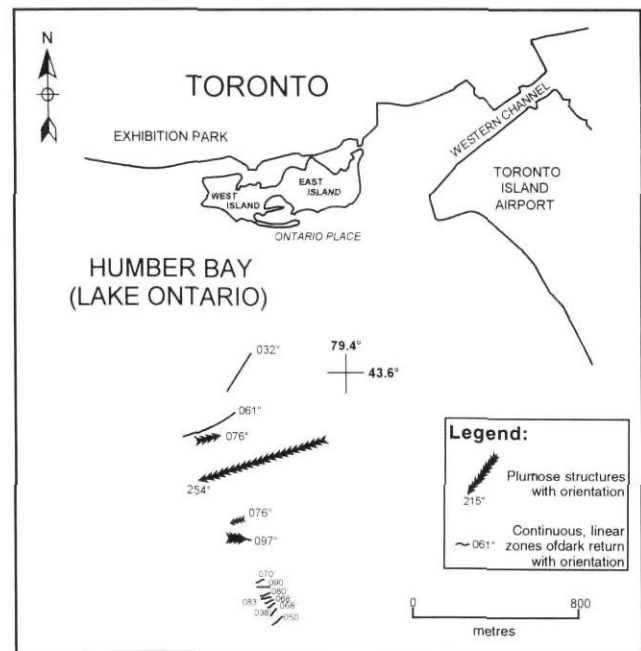 N
TORONTO
EXHIBITION PARK
WESTERN CHANNEL
TORONTO
ISLAND
AIRPORT
EAST
ISLAND
WEST
ISLAND
ONTARIO PLACE
HUMBER BAY
(LAKE ONTARIO)
79.4°
43.6°
032°
061°
076°
254°
076°
097°
070°
090
080
068
083
068
038
050
Legend:
Plumose structures
with orientation
215°
061°
Continuous, linear
zones ofdark return
with orientation
0 800
metres